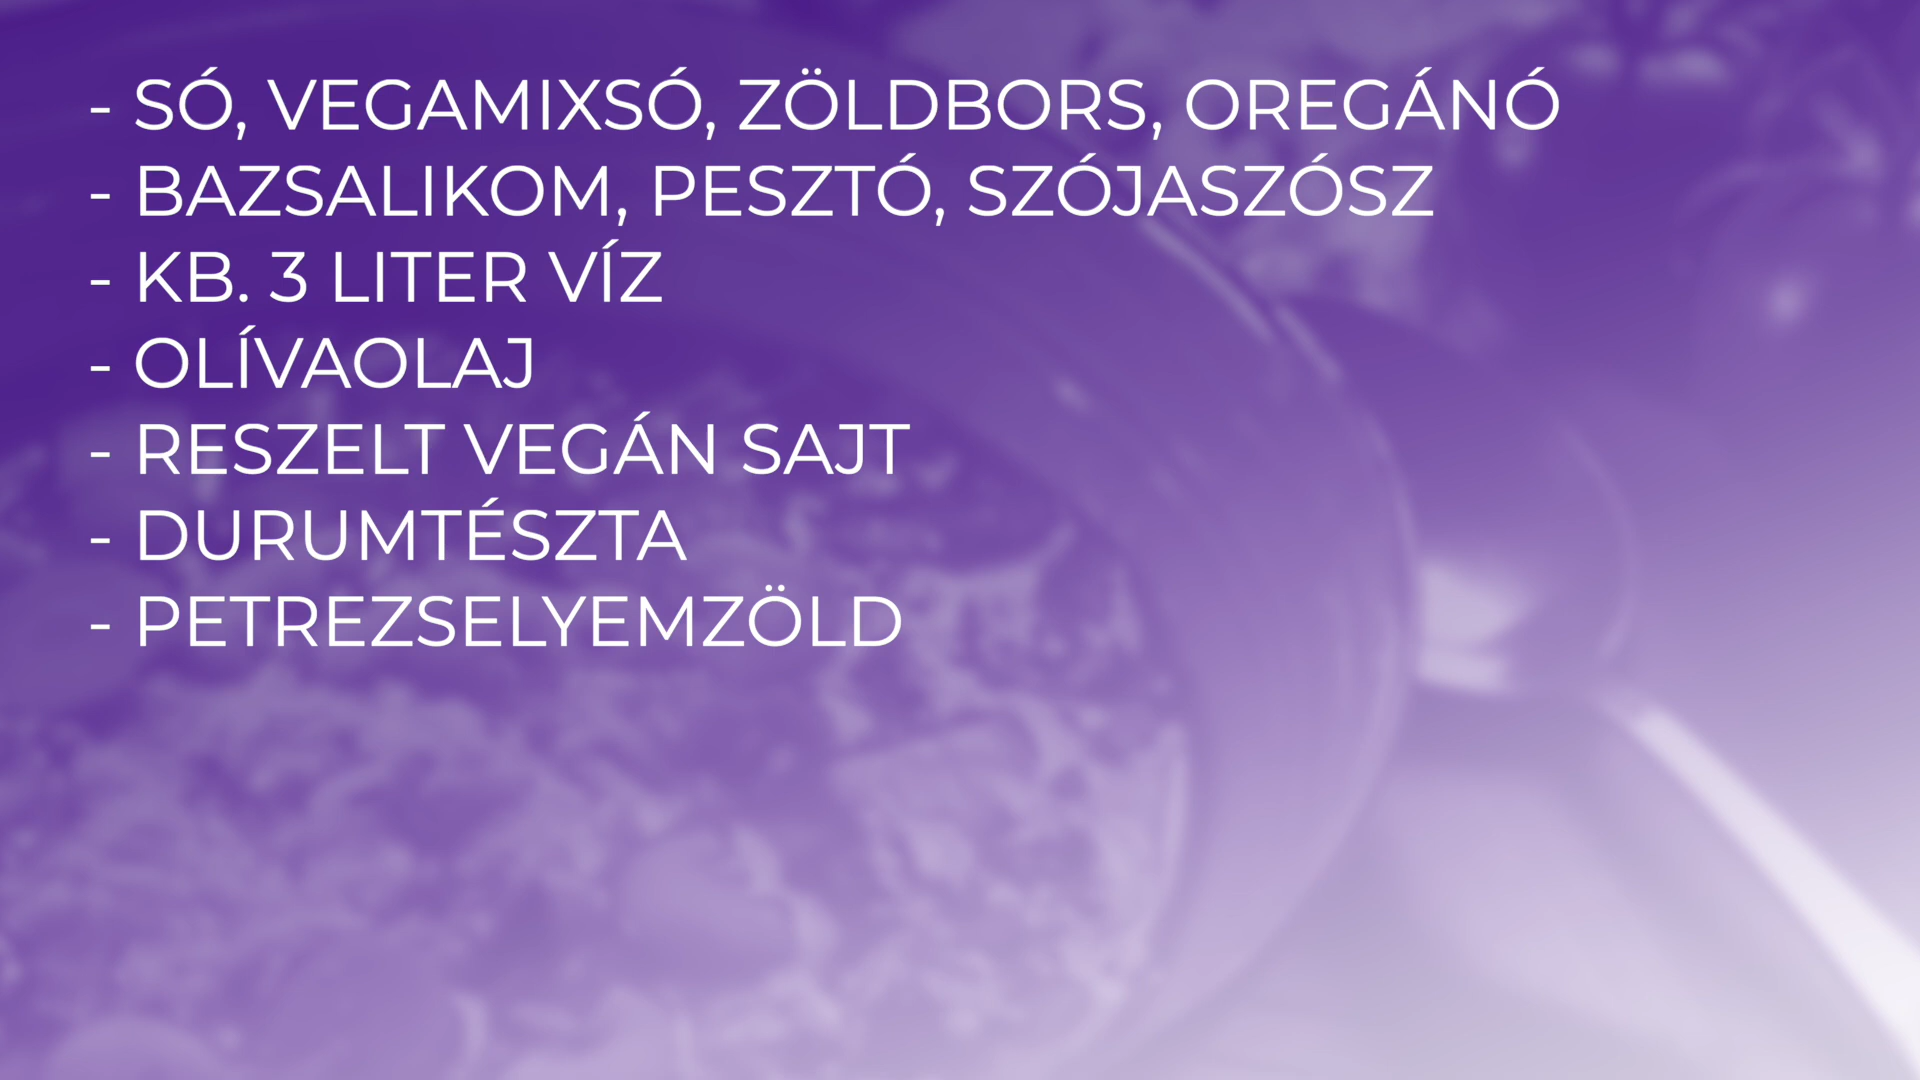 - SÓ, VEGAMIXSÓ, ZÖLDBORS, OREGÁNÓ
- BAZSALIKOM, PESZTÓ, SZÓJASZÓSZ
- KB. 3 LITER VÍZ
- OLÍVAOLAJ
- RESZELT VEGÁN SAJT
- DURUMTÉSZTA
- PETREZSELYEMZÖLD